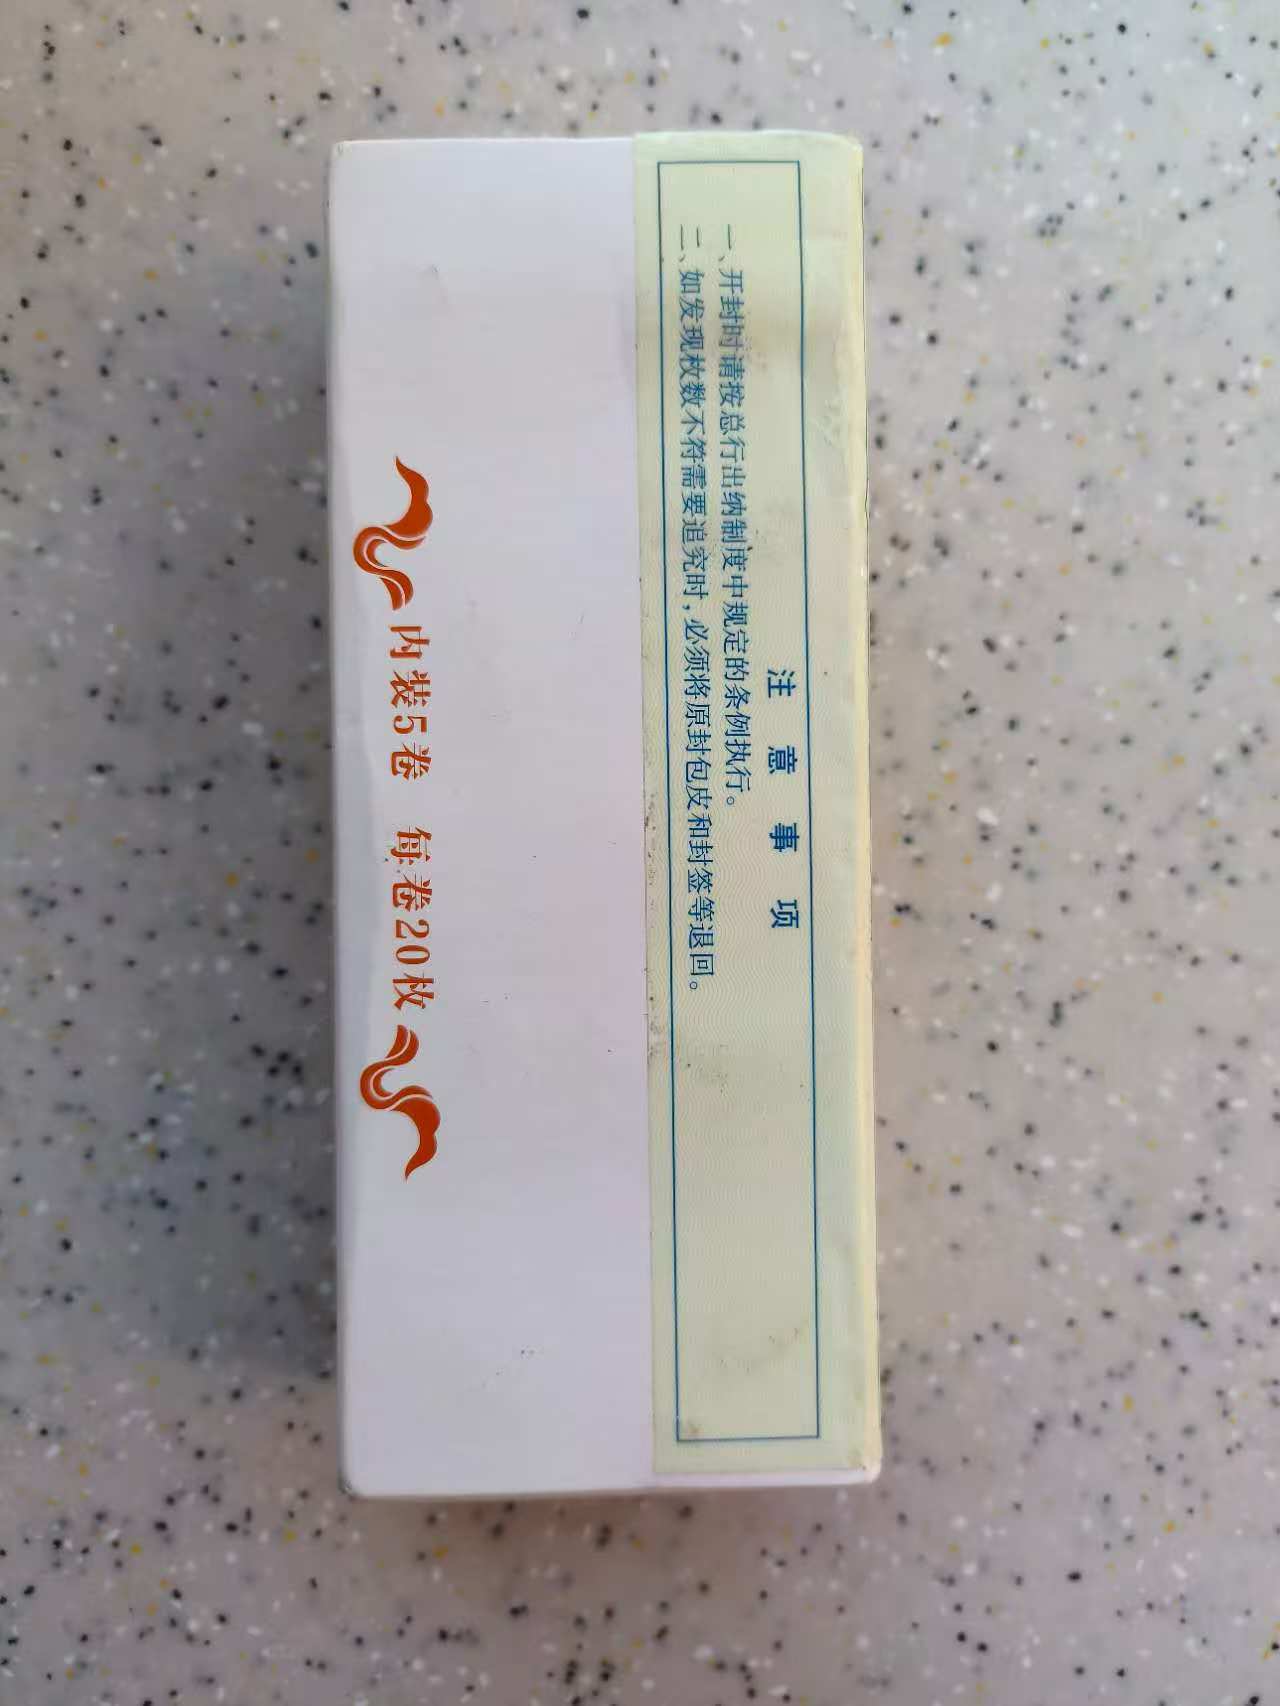 注意事项
一、开封时请按总行出纳制度中规定的条例执行。
二、如发现枚数不符需要追究时，必须将原封包皮和封签等退回。
内装5卷 每卷20枚